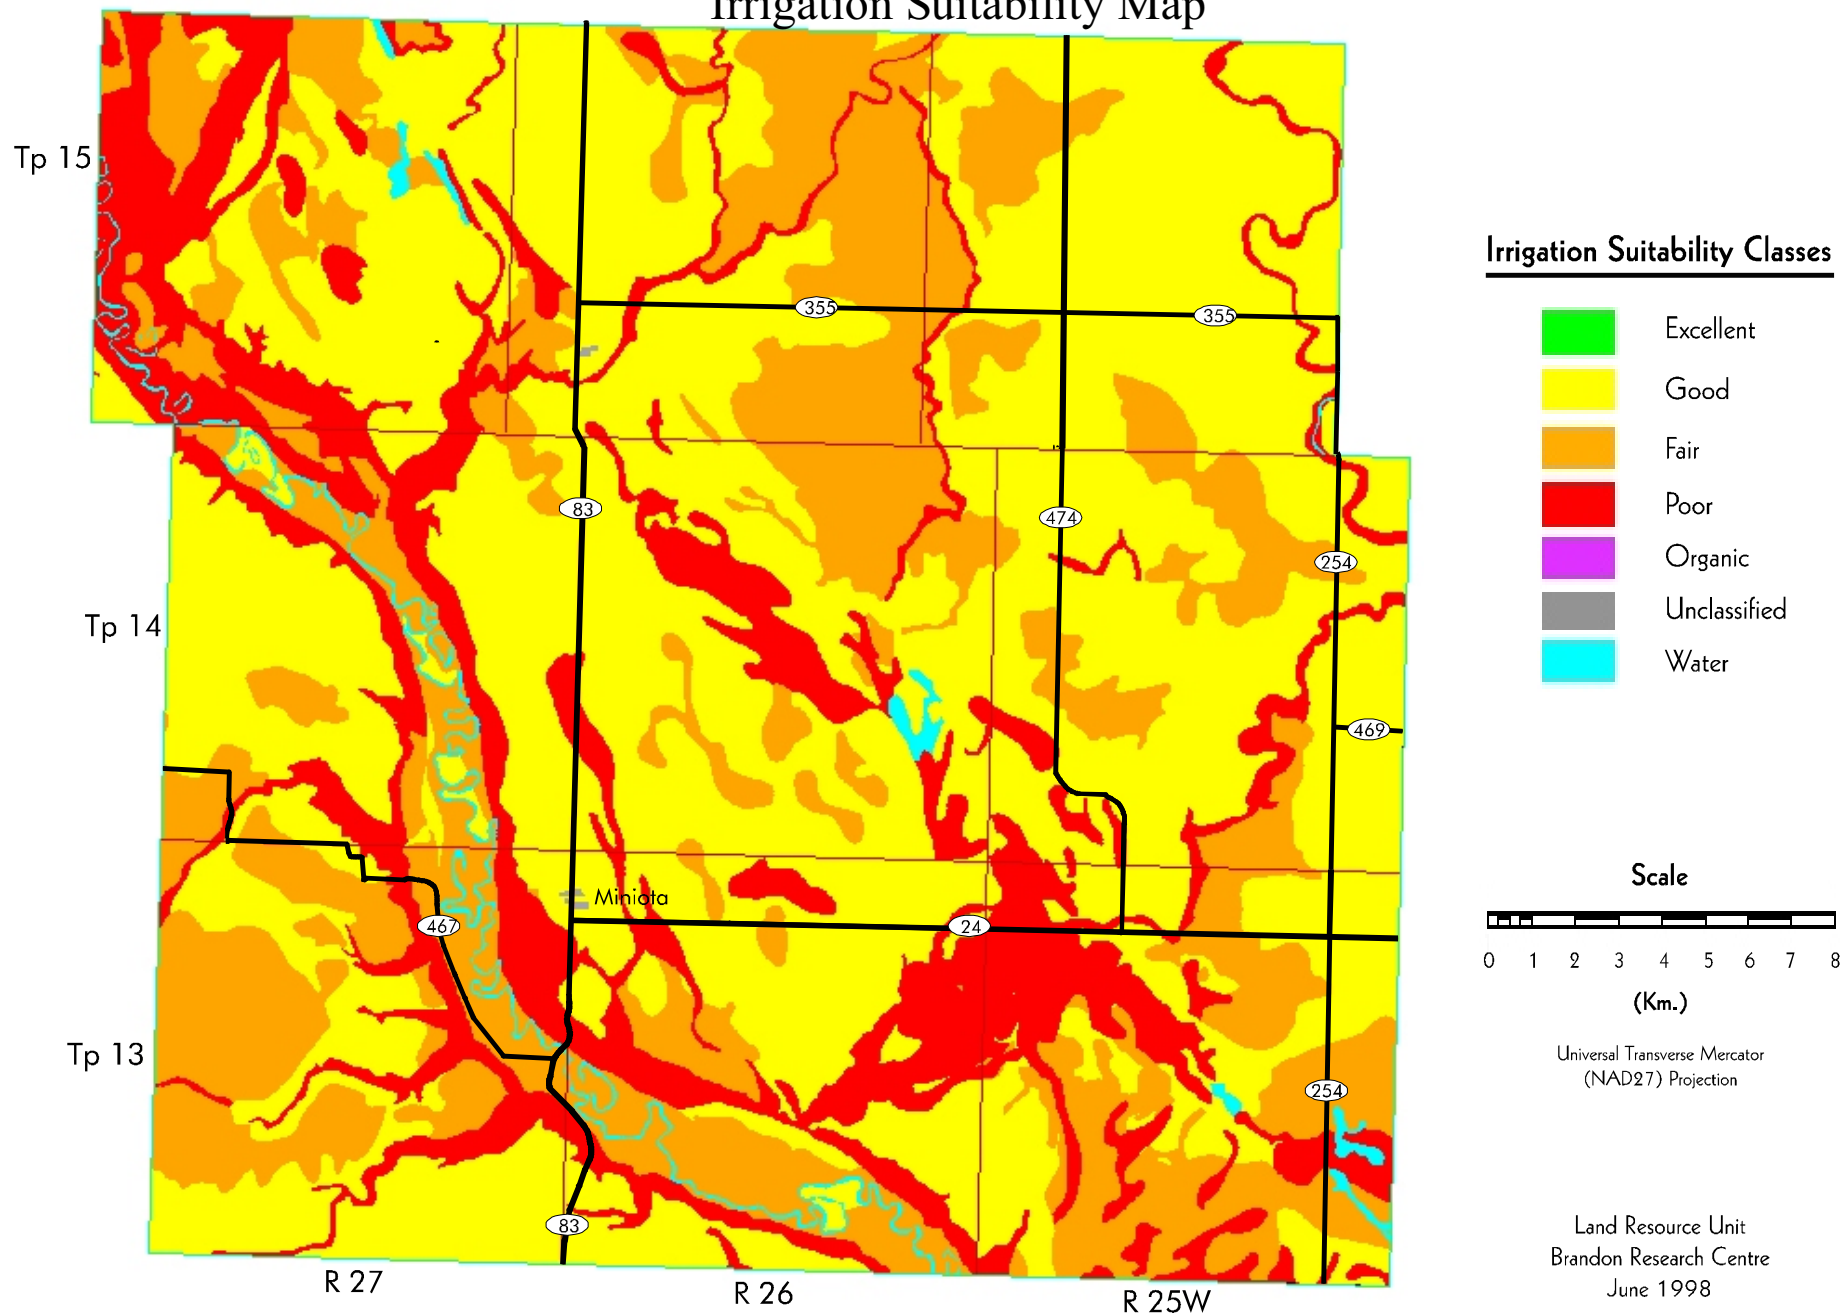 Irrigation Suitability Map
Tp 15
Tp 14
Tp 13
355
355
83
474
254
469
Miniota
467
24
254
83
R 27
R 26
R 25W
Irrigation Suitability Classes
Excellent
Good
Fair
Poor
Organic
Unclassified
Water
Scale
0 1 2 3 4 5 6 7 8
(Km.)
Universal Transverse Mercator
(NAD27) Projection
Land Resource Unit
Brandon Research Centre
June 1998